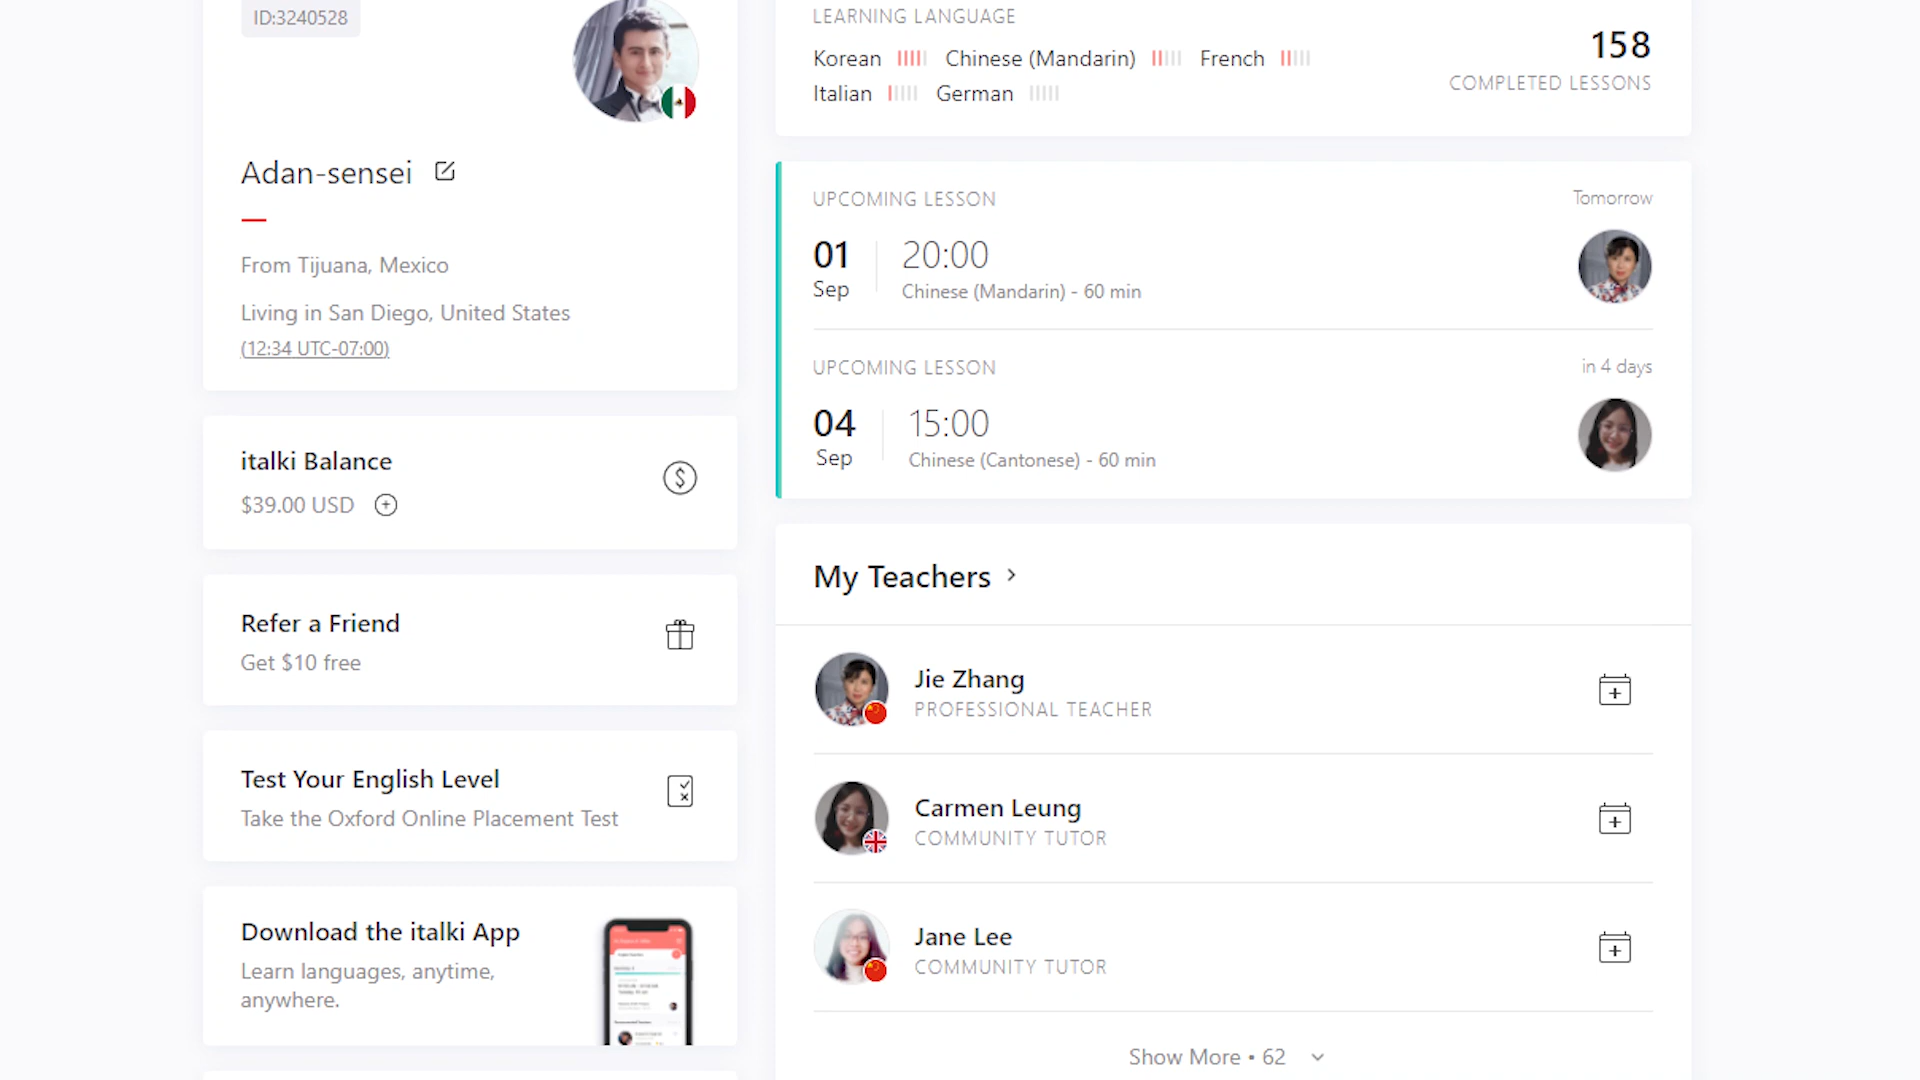 ID:3240528
Adan-sensei
From Tijuana, Mexico
Living in San Diego, United States
(12:34 UTC-07:00)
italki Balance
$39.00 USD
Refer a Friend
Get $10 free
Test Your English Level
Take the Oxford Online Placement Test
Download the italki App
Learn languages, anytime,
anywhere.
LEARNING LANGUAGE
Korean Chinese (Mandarin) French
Italian German
158
COMPLETED LESSONS
UPCOMING LESSON Tomorrow
01 20:00
Sep Chinese (Mandarin) - 60 min
UPCOMING LESSON in 4 days
04 15:00
Sep Chinese (Cantonese) - 60 min
My Teachers
Jie Zhang
PROFESSIONAL TEACHER
Carmen Leung
COMMUNITY TUTOR
Jane Lee
COMMUNITY TUTOR
Show More • 62